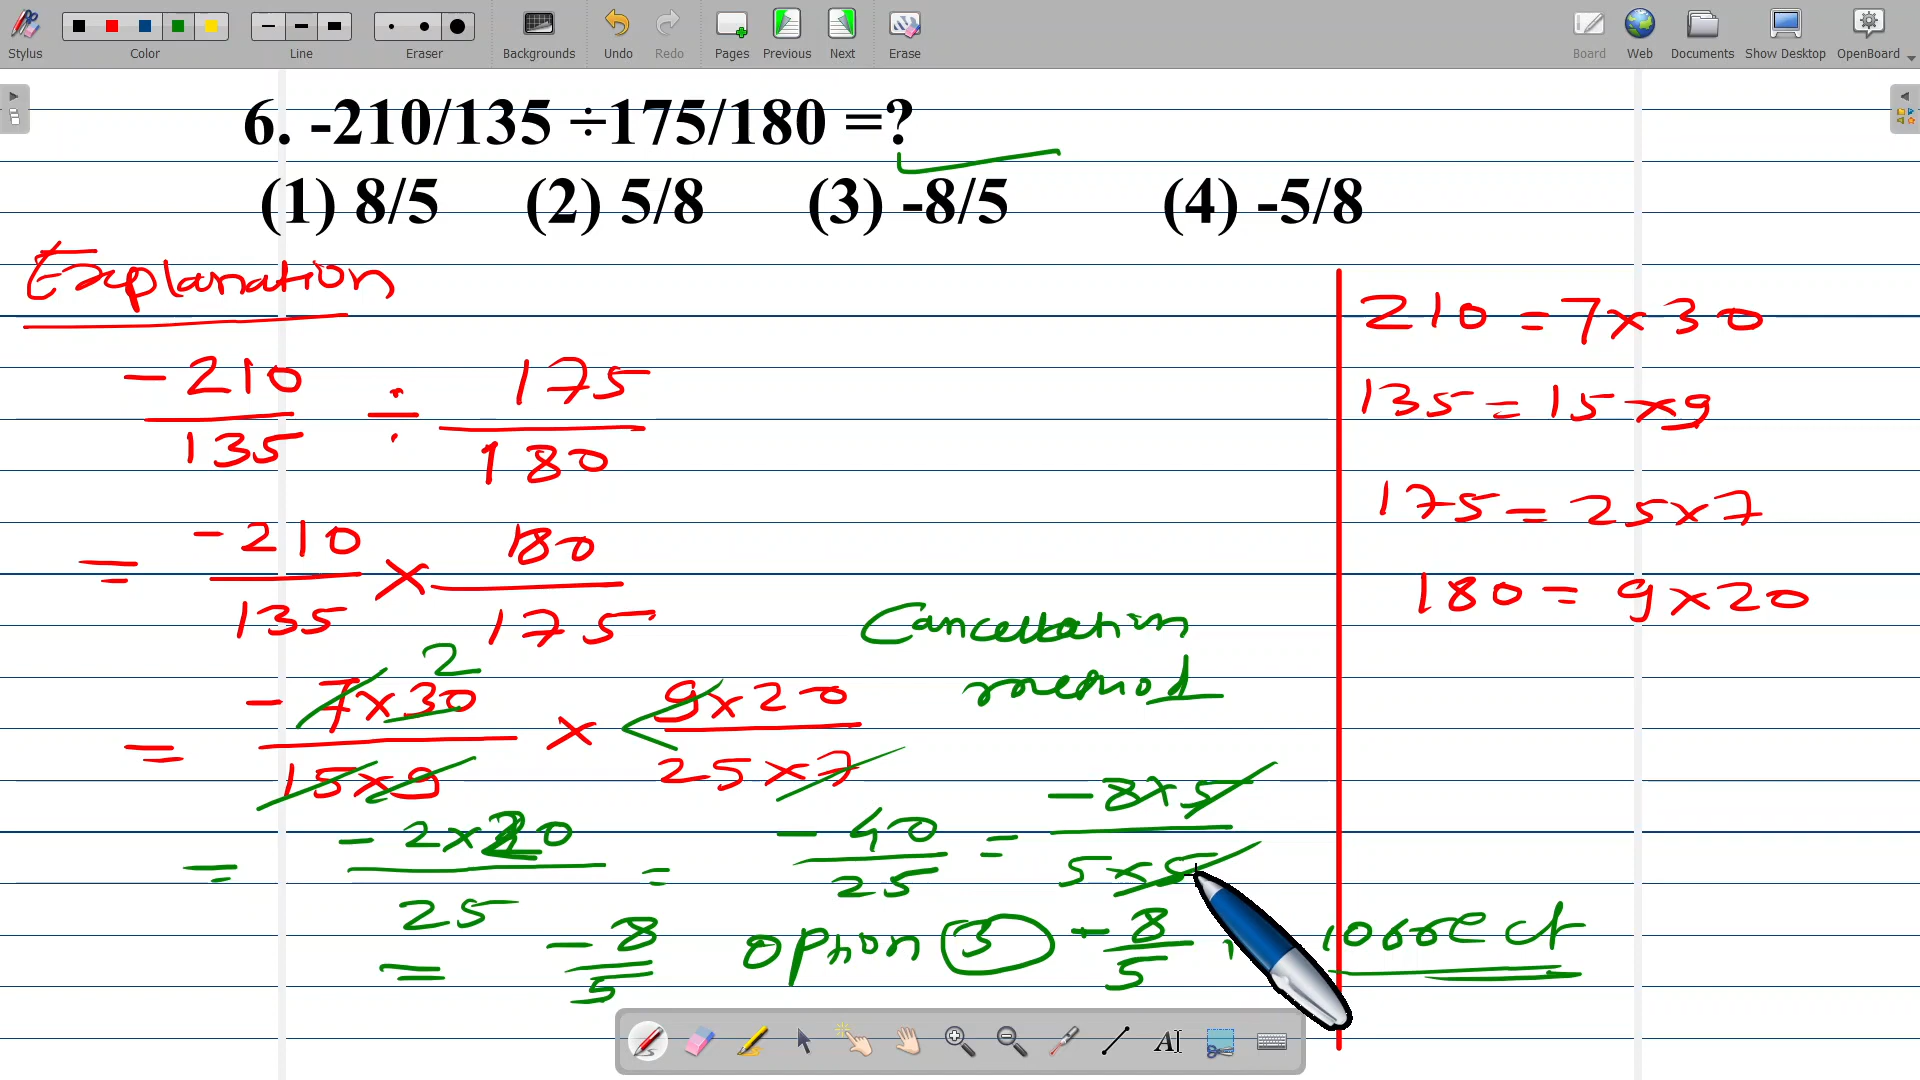 Stylus Color Line Eraser Backgrounds Undo Redo Pages Previous Next Erase Board Web Documents Show Desktop OpenBoard
6. -210/135 ÷175/180 =?
(1) 8/5 (2) 5/8 (3) -8/5 (4) -5/8
Explanation
-210/135 ÷ 175/180
= -210/135 × 180/175
Cancellation
method
2
= -7×30/15×9 × 9×20/25×7
= -2×20/25 = -40/25 = -8×5/5×5
= -8/5 option 3 -8/5 correct
210 = 7×30
135 = 15×9
175 = 25×7
180 = 9×20